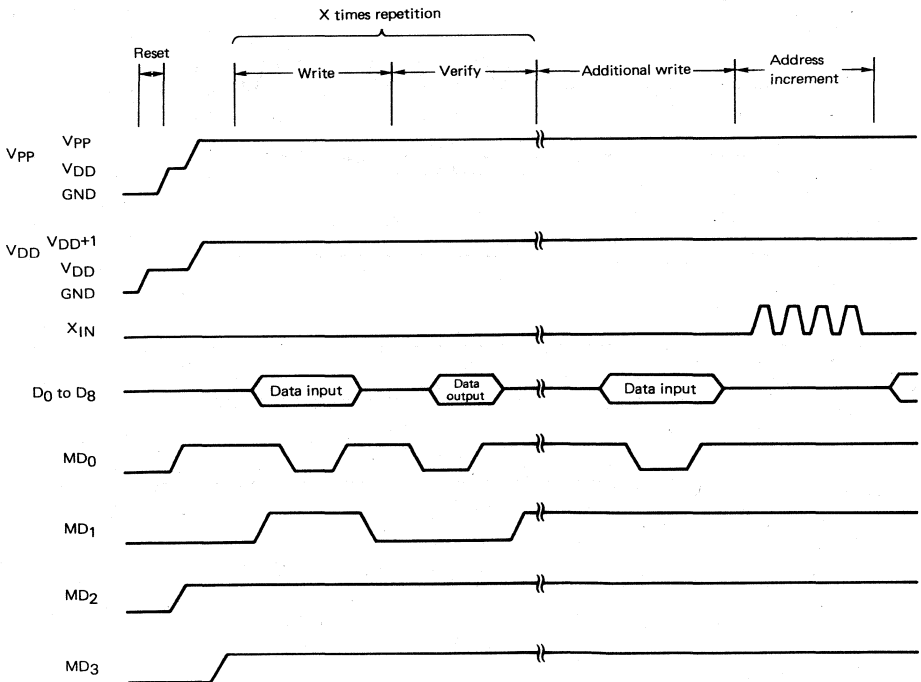 X times repetition
Reset
Write
Verify
Additional write
Address
increment
VPP VPP
VDD
GND
VDD VDD+1
VDD
GND
XIN
D0 to D8
Data input
Data
output
Data input
MD0
MD1
MD2
MD3